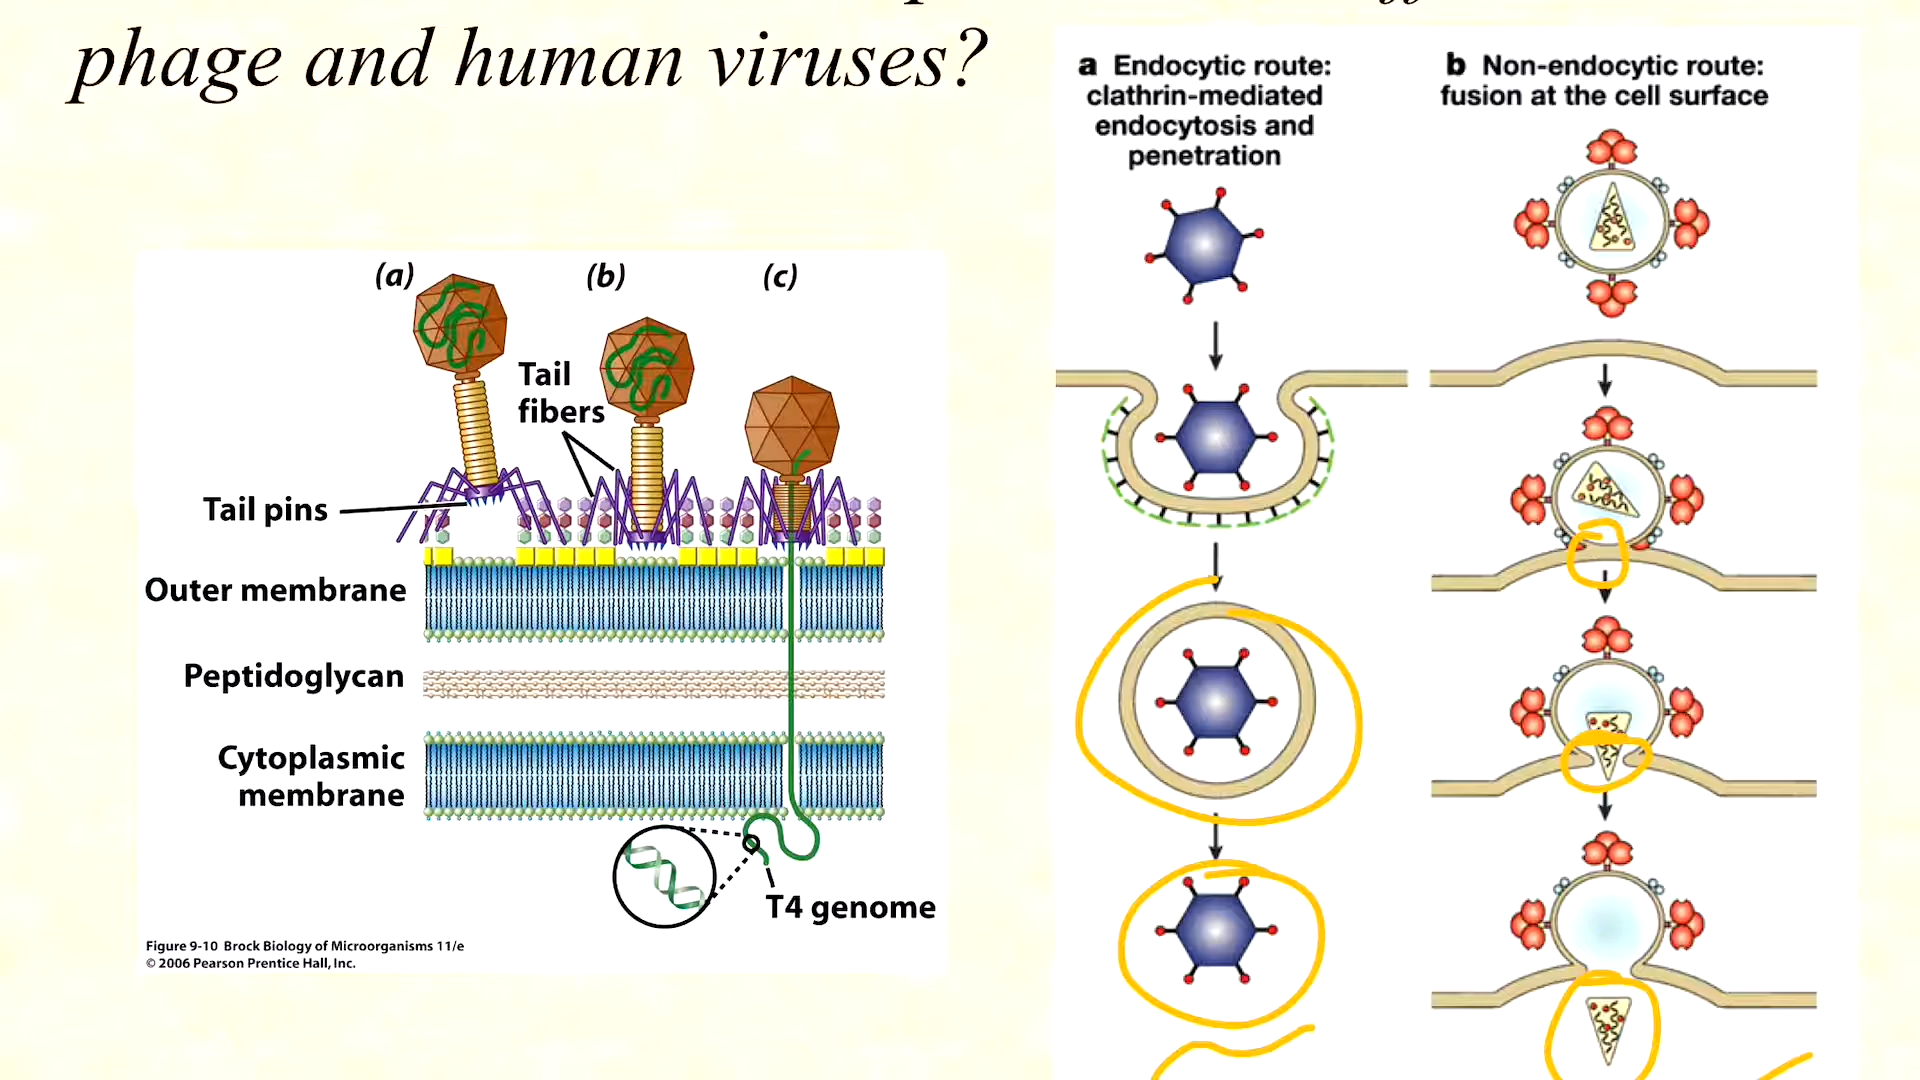 phage and human viruses?
a Endocytic route:
clathrin-mediated
endocytosis and
penetration
b Non-endocytic route:
fusion at the cell surface
(a)
(b)
(c)
Tail
fibers
Tail pins
Outer membrane
Peptidoglycan
Cytoplasmic
membrane
T4 genome
Figure 9-10 Brock Biology of Microorganisms 11/e
© 2006 Pearson Prentice Hall, Inc.